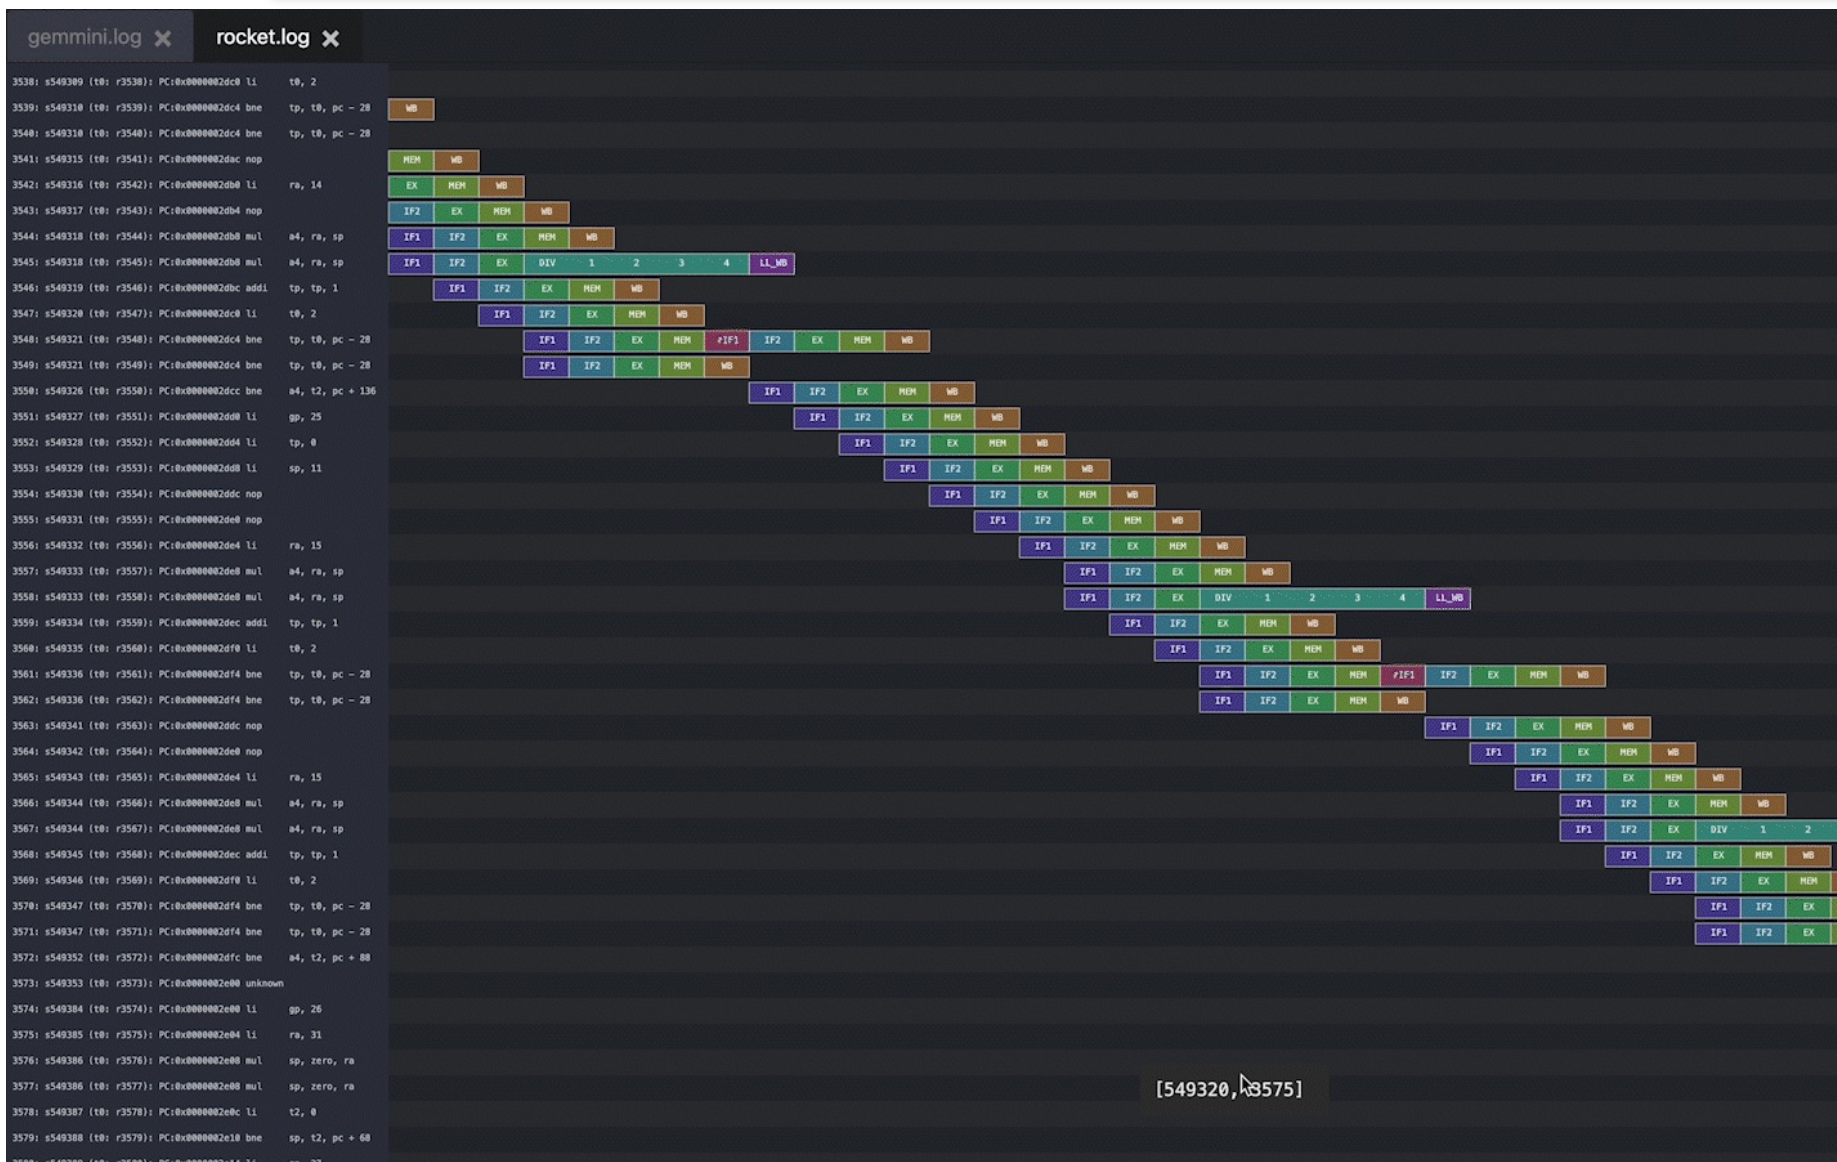 gemmini.log ✕ rocket.log ✕
3538: s549309 (t0: r3538): PC:0x0000002dc0 li t0, 2
3539: s549310 (t0: r3539): PC:0x0000002dc4 bne tp, t0, pc - 28 WB
3540: s549310 (t0: r3540): PC:0x0000002dc4 bne tp, t0, pc - 28
3541: s549315 (t0: r3541): PC:0x0000002dac nop MEM WB
3542: s549316 (t0: r3542): PC:0x0000002db0 li ra, 14 EX MEM WB
3543: s549317 (t0: r3543): PC:0x0000002db4 nop IF2 EX MEM WB
3544: s549318 (t0: r3544): PC:0x0000002db8 mul a4, ra, sp IF1 IF2 EX MEM WB
3545: s549318 (t0: r3545): PC:0x0000002db8 mul a4, ra, sp IF1 IF2 EX DIV 1 2 3 4 LL_WB
3546: s549319 (t0: r3546): PC:0x0000002dbc addi tp, tp, 1 IF1 IF2 EX MEM WB
3547: s549320 (t0: r3547): PC:0x0000002dc0 li t0, 2 IF1 IF2 EX MEM WB
3548: s549321 (t0: r3548): PC:0x0000002dc4 bne tp, t0, pc - 28 IF1 IF2 EX MEM ⚡IF1 IF2 EX MEM WB
3549: s549321 (t0: r3549): PC:0x0000002dc4 bne tp, t0, pc - 28 IF1 IF2 EX MEM WB
3550: s549326 (t0: r3550): PC:0x0000002dcc bne a4, t2, pc + 136 IF1 IF2 EX MEM WB
3551: s549327 (t0: r3551): PC:0x0000002dd0 li gp, 25 IF1 IF2 EX MEM WB
3552: s549328 (t0: r3552): PC:0x0000002dd4 li tp, 0 IF1 IF2 EX MEM WB
3553: s549329 (t0: r3553): PC:0x0000002dd8 li sp, 11 IF1 IF2 EX MEM WB
3554: s549330 (t0: r3554): PC:0x0000002ddc nop IF1 IF2 EX MEM WB
3555: s549331 (t0: r3555): PC:0x0000002de0 nop IF1 IF2 EX MEM WB
3556: s549332 (t0: r3556): PC:0x0000002de4 li ra, 15 IF1 IF2 EX MEM WB
3557: s549333 (t0: r3557): PC:0x0000002de8 mul a4, ra, sp IF1 IF2 EX MEM WB
3558: s549333 (t0: r3558): PC:0x0000002de8 mul a4, ra, sp IF1 IF2 EX DIV 1 2 3 4 LL_WB
3559: s549334 (t0: r3559): PC:0x0000002dec addi tp, tp, 1 IF1 IF2 EX MEM WB
3560: s549335 (t0: r3560): PC:0x0000002df0 li t0, 2 IF1 IF2 EX MEM WB
3561: s549336 (t0: r3561): PC:0x0000002df4 bne tp, t0, pc - 28 IF1 IF2 EX MEM ⚡IF1 IF2 EX MEM WB
3562: s549336 (t0: r3562): PC:0x0000002df4 bne tp, t0, pc - 28 IF1 IF2 EX MEM WB
3563: s549341 (t0: r3563): PC:0x0000002ddc nop IF1 IF2 EX MEM WB
3564: s549342 (t0: r3564): PC:0x0000002de0 nop IF1 IF2 EX MEM WB
3565: s549343 (t0: r3565): PC:0x0000002de4 li ra, 15 IF1 IF2 EX MEM WB
3566: s549344 (t0: r3566): PC:0x0000002de8 mul a4, ra, sp IF1 IF2 EX MEM WB
3567: s549344 (t0: r3567): PC:0x0000002de8 mul a4, ra, sp IF1 IF2 EX DIV 1 2
3568: s549345 (t0: r3568): PC:0x0000002dec addi tp, tp, 1 IF1 IF2 EX MEM WB
3569: s549346 (t0: r3569): PC:0x0000002df0 li t0, 2 IF1 IF2 EX MEM
3570: s549347 (t0: r3570): PC:0x0000002df4 bne tp, t0, pc - 28 IF1 IF2 EX
3571: s549347 (t0: r3571): PC:0x0000002df4 bne tp, t0, pc - 28 IF1 IF2 EX
3572: s549352 (t0: r3572): PC:0x0000002dfc bne a4, t2, pc + 88
3573: s549353 (t0: r3573): PC:0x0000002e00 unknown
3574: s549384 (t0: r3574): PC:0x0000002e00 li gp, 26
3575: s549385 (t0: r3575): PC:0x0000002e04 li ra, 31
3576: s549386 (t0: r3576): PC:0x0000002e08 mul sp, zero, ra
3577: s549386 (t0: r3577): PC:0x0000002e08 mul sp, zero, ra
[549320, r3575]
3578: s549387 (t0: r3578): PC:0x0000002e0c li t2, 0
3579: s549388 (t0: r3579): PC:0x0000002e10 bne sp, t2, pc + 68